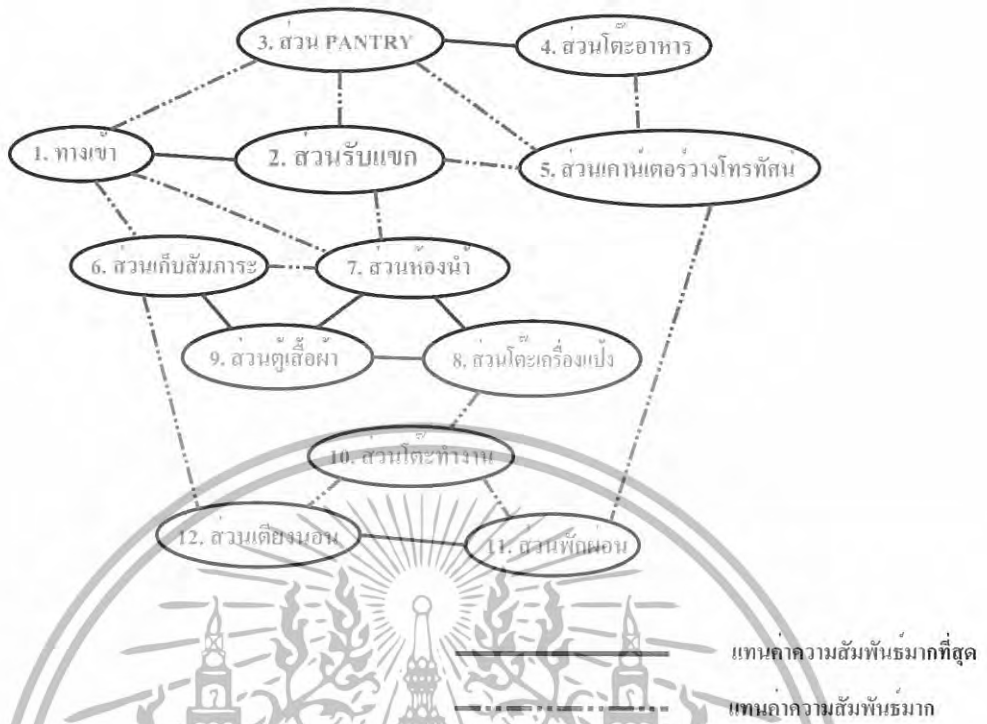 3. ส่วน PANTRY
4. ส่วนโต๊ะอาหาร
1. ทางเข้า
2. ส่วนรับแขก
5. ส่วนเคาน์เตอร์วางโทรทัศน์
6. ส่วนเก็บสัมภาระ
7. ส่วนห้องน้ำ
9. ส่วนตู้เสื้อผ้า
8. ส่วนโต๊ะเครื่องแป้ง
10. ส่วนโต๊ะทำงาน
12. ส่วนเตียงนอน
11. ส่วนพักผ่อน
แทนค่าความสัมพันธ์มากที่สุด
แทนค่าความสัมพันธ์มาก